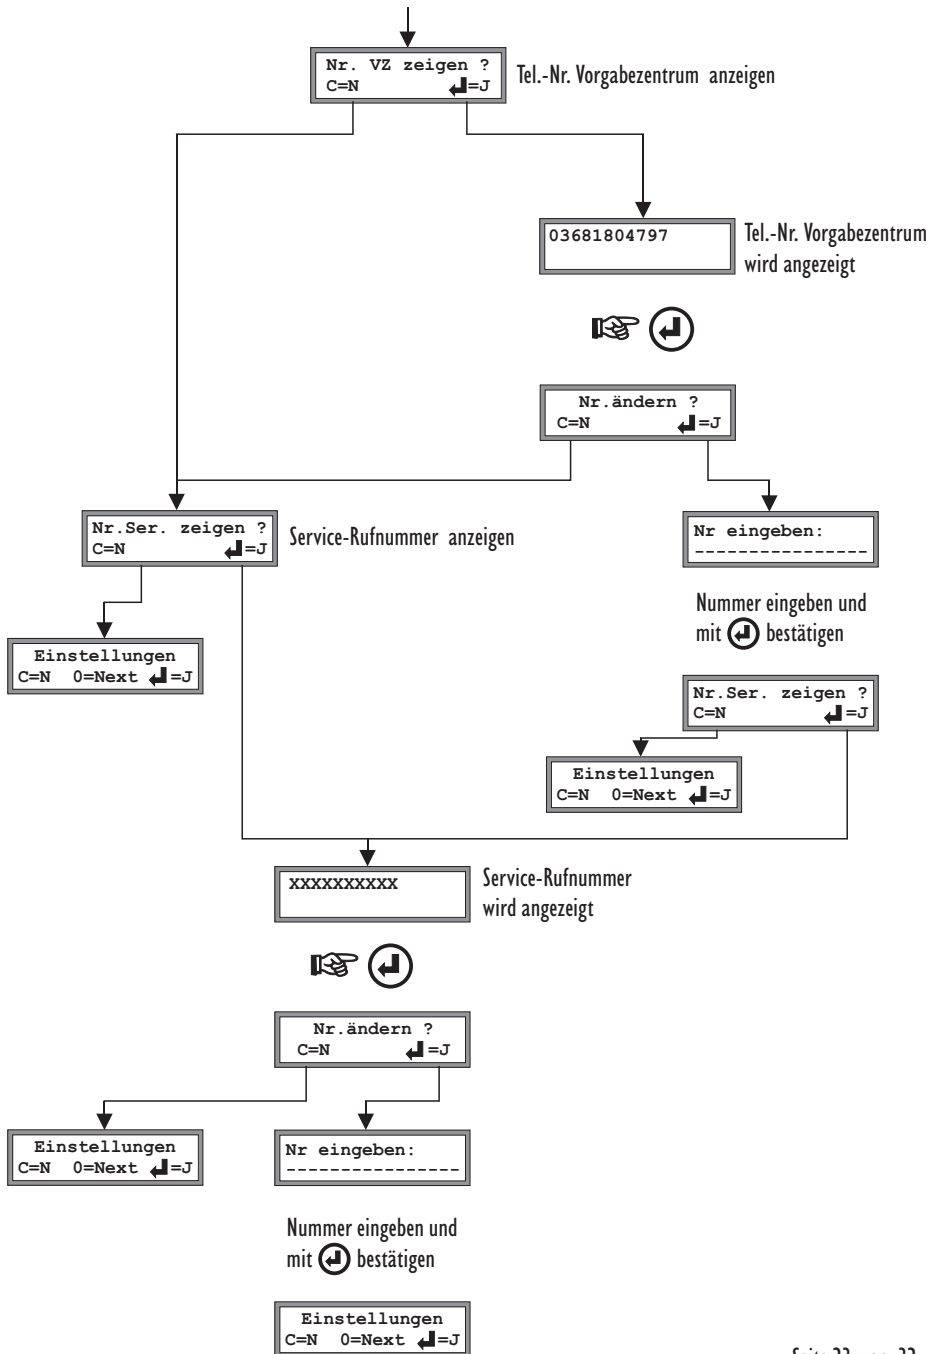 Nr. VZ zeigen ?
C=N ↵=J
Tel.-Nr. Vorgabezentrum anzeigen
03681804797
Tel.-Nr. Vorgabezentrum
wird angezeigt
Nr.ändern ?
C=N ↵=J
Nr.Ser. zeigen ?
C=N ↵=J
Service-Rufnummer anzeigen
Nr eingeben:
----------------
Nummer eingeben und
mit ↵ bestätigen
Einstellungen
C=N 0=Next ↵=J
Nr.Ser. zeigen ?
C=N ↵=J
Einstellungen
C=N 0=Next ↵=J
XXXXXXXXXX
Service-Rufnummer
wird angezeigt
Nr.ändern ?
C=N ↵=J
Einstellungen
C=N 0=Next ↵=J
Nr eingeben:
----------------
Nummer eingeben und
mit ↵ bestätigen
Einstellungen
C=N 0=Next ↵=J